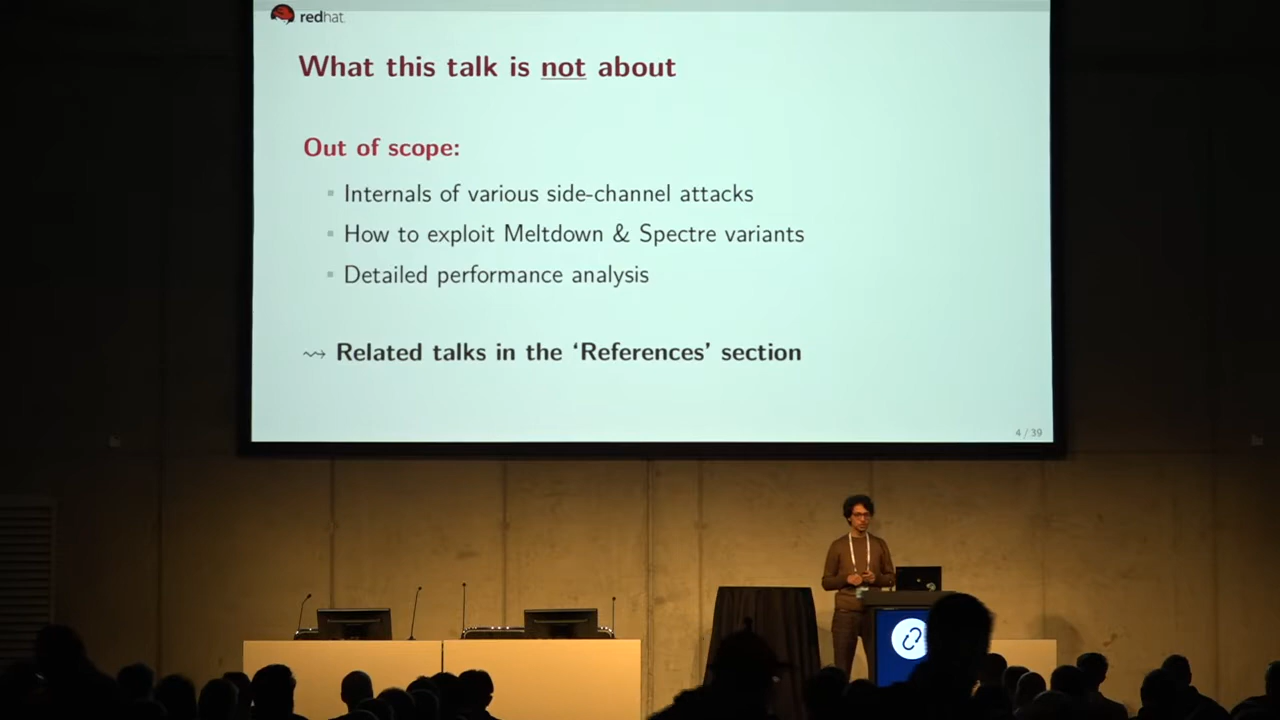 redhat.
What this talk is not about
Out of scope:
Internals of various side-channel attacks
How to exploit Meltdown & Spectre variants
Detailed performance analysis
⇝ Related talks in the ‘References’ section
4 / 39